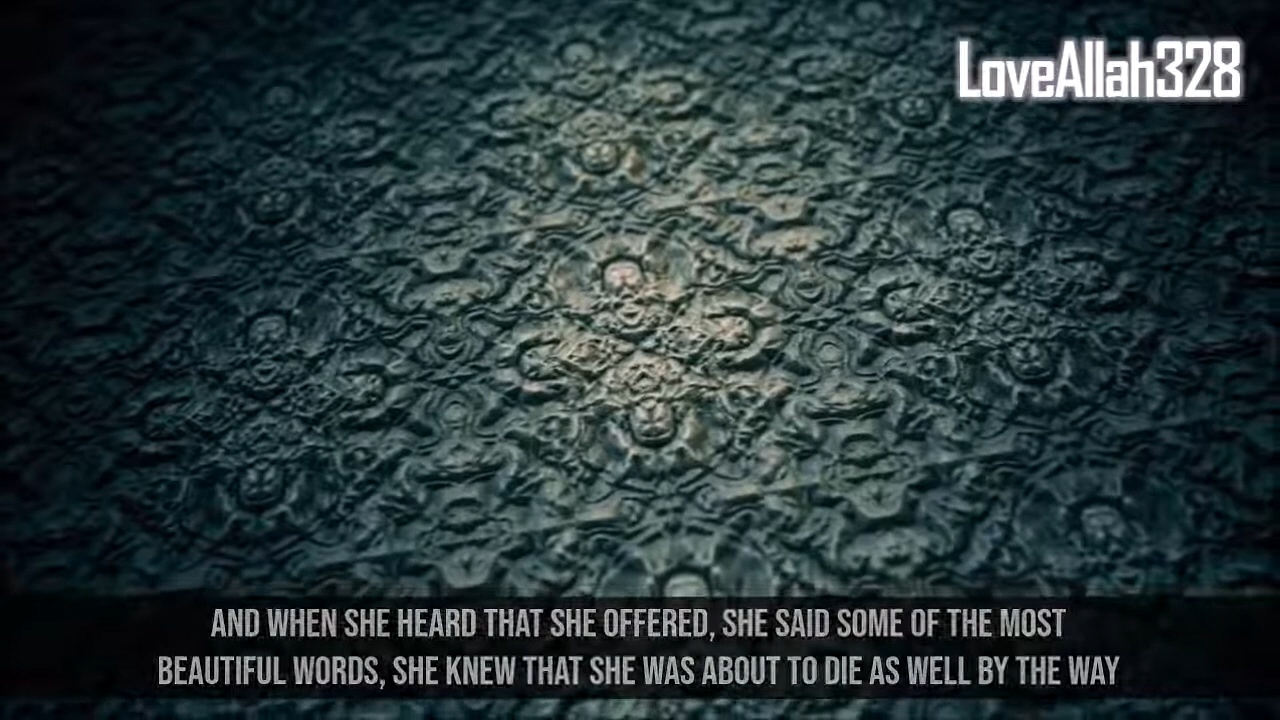 LoveAllah328
AND WHEN SHE HEARD THAT SHE OFFERED, SHE SAID SOME OF THE MOST
BEAUTIFUL WORDS, SHE KNEW THAT SHE WAS ABOUT TO DIE AS WELL BY THE WAY